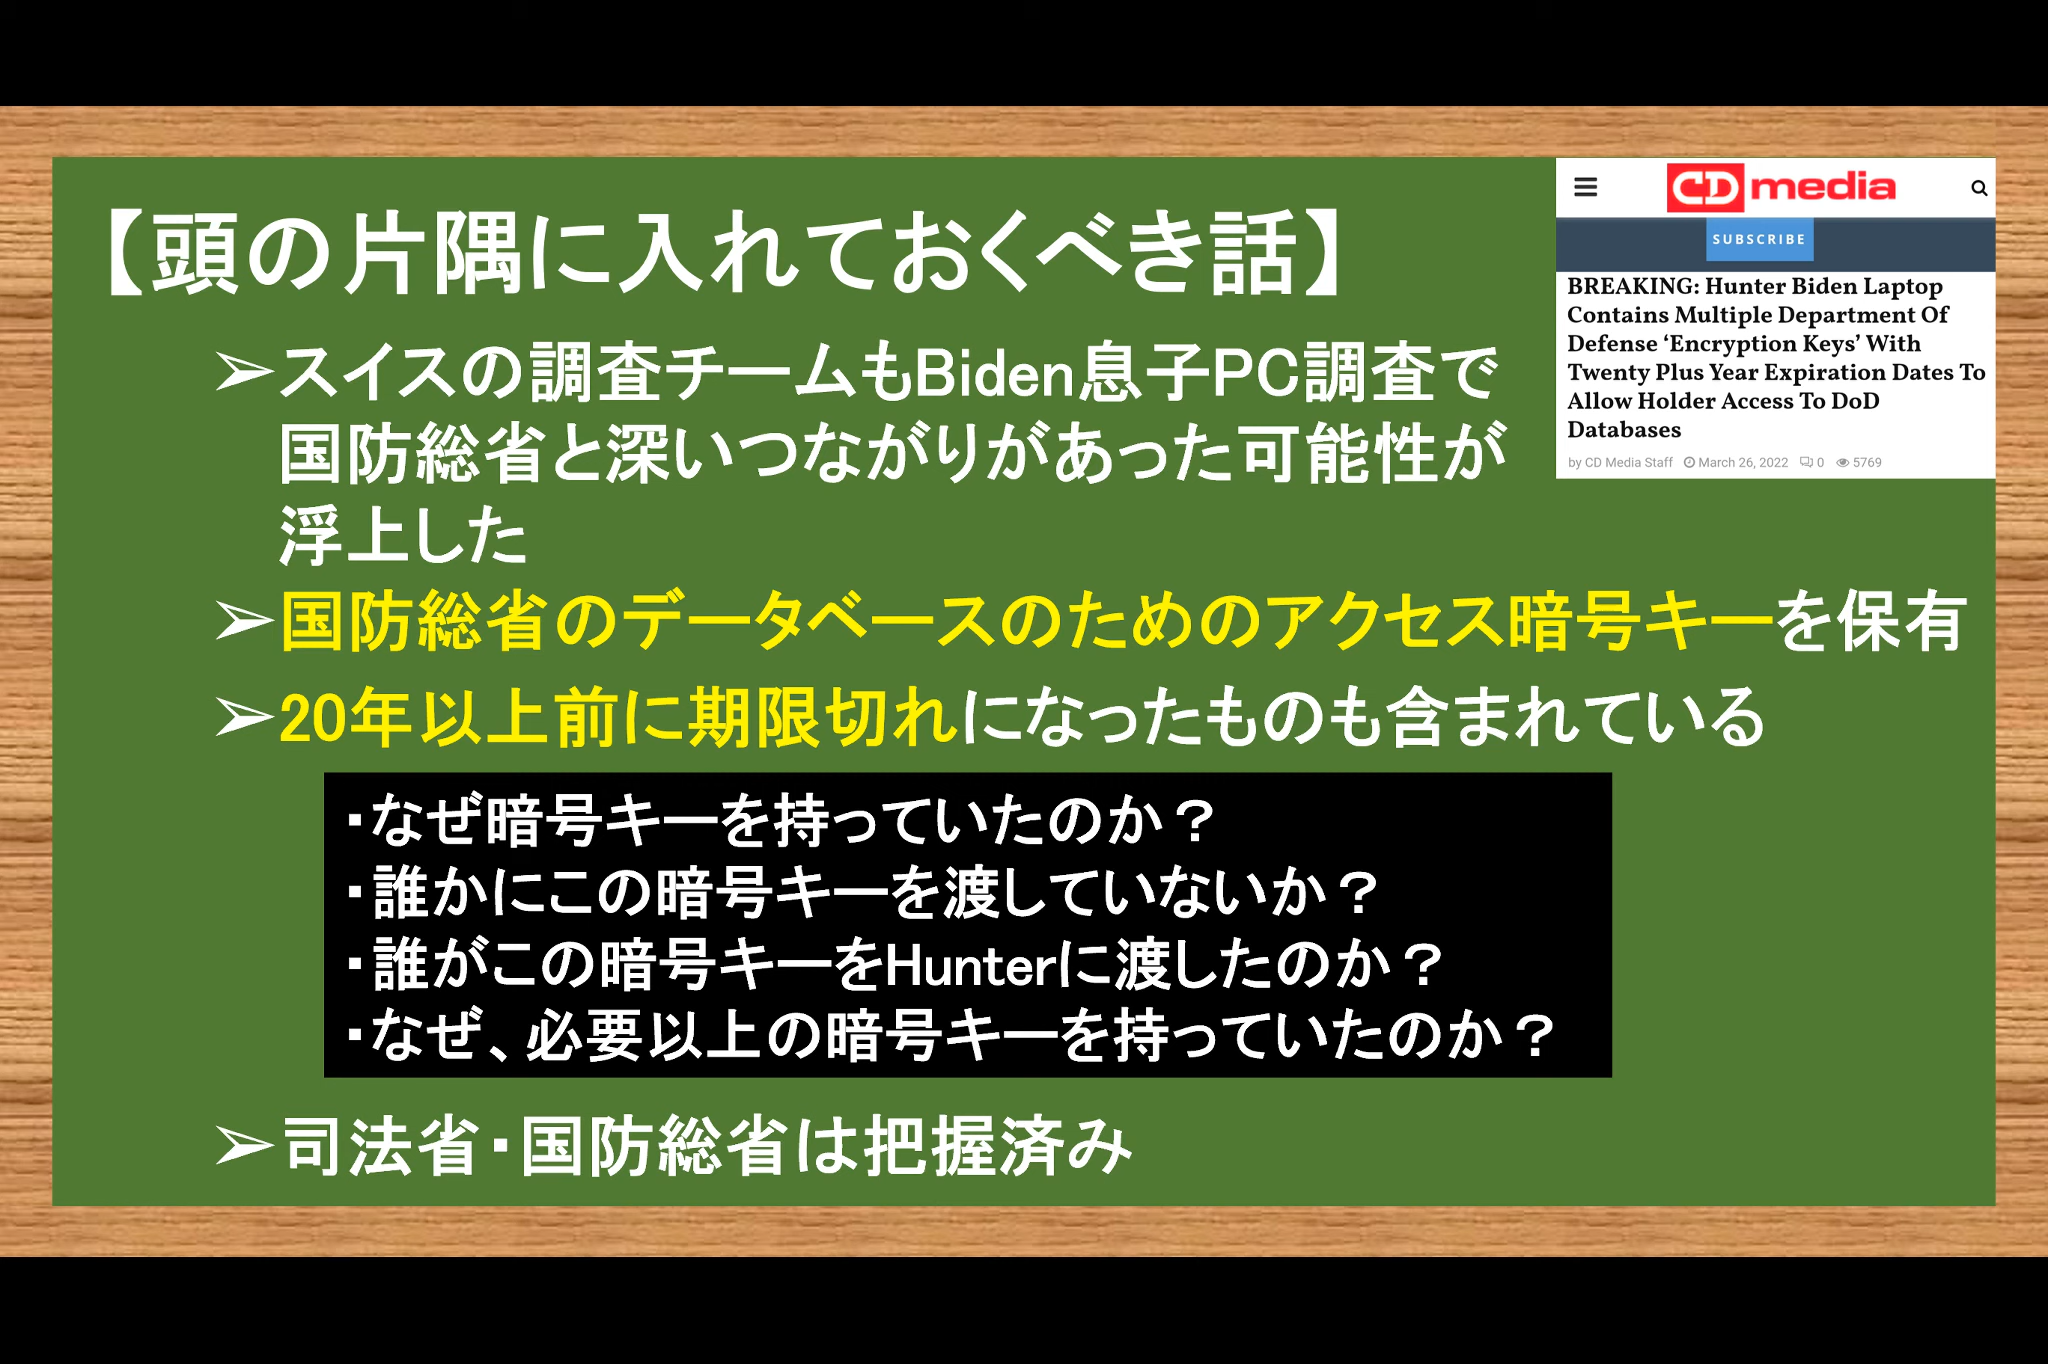 【頭の片隅に入れておくべき話】
➢スイスの調査チームもBiden息子PC調査で
国防総省と深いつながりがあった可能性が
浮上した
➢国防総省のデータベースのためのアクセス暗号キーを保有
➢20年以上前に期限切れになったものも含まれている
・なぜ暗号キーを持っていたのか？
・誰かにこの暗号キーを渡していないか？
・誰がこの暗号キーをHunterに渡したのか？
・なぜ、必要以上の暗号キーを持っていたのか？
➢司法省・国防総省は把握済み
CD media
SUBSCRIBE
BREAKING: Hunter Biden Laptop
Contains Multiple Department Of
Defense ‘Encryption Keys’ With
Twenty Plus Year Expiration Dates To
Allow Holder Access To DoD
Databases
by CD Media Staff March 26, 2022 0 5769